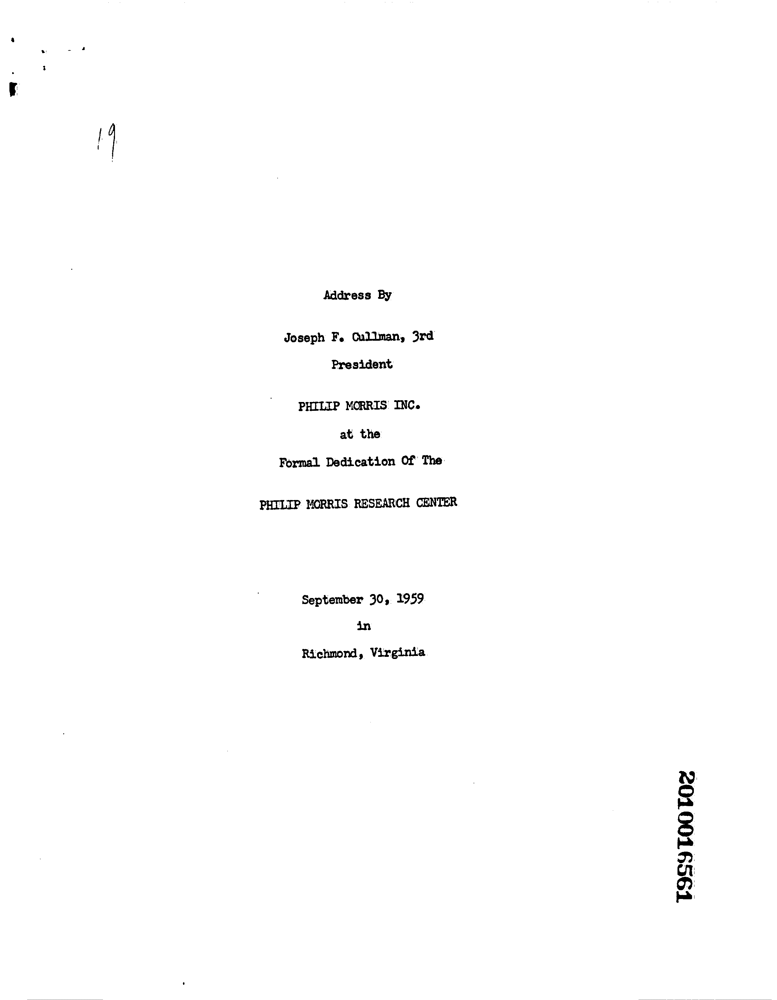 19
Address By
Joseph F. Cullman, 3rd
President
PHILIP MORRIS INC.
at the
Formal Dedication Of The
PHILIP MORRIS RESEARCH CENTER
September 30, 1959
in
Richmond, Virginia
2010016561